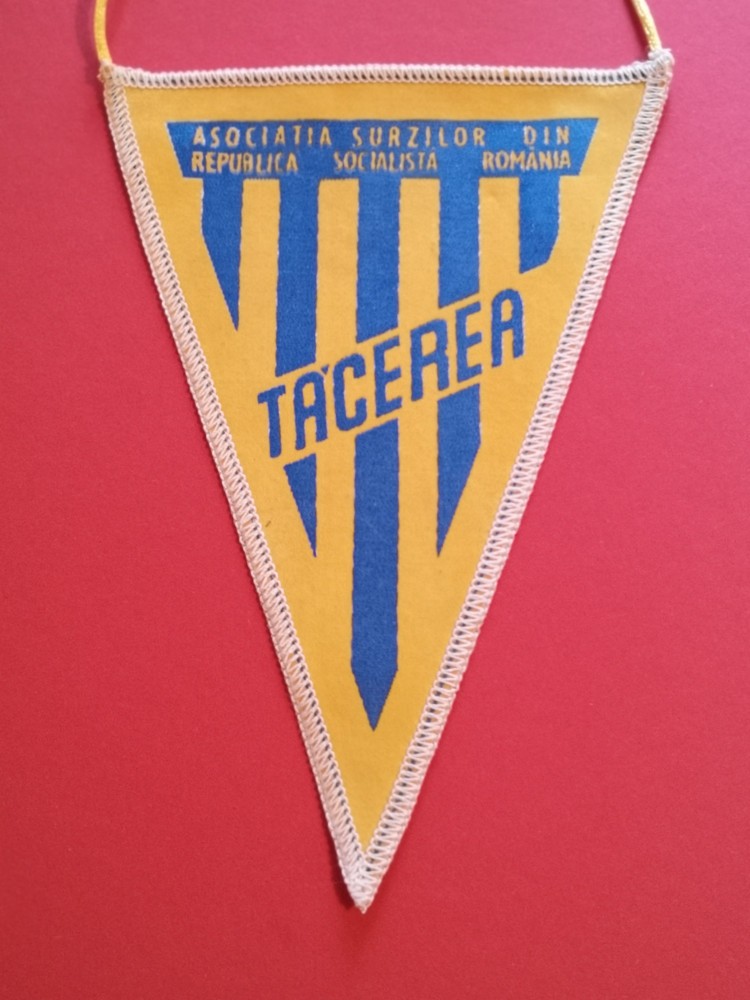 ASOCIATIA SURZILOR DIN
REPUBLICA SOCIALISTA ROMÂNIA
TĂCEREA